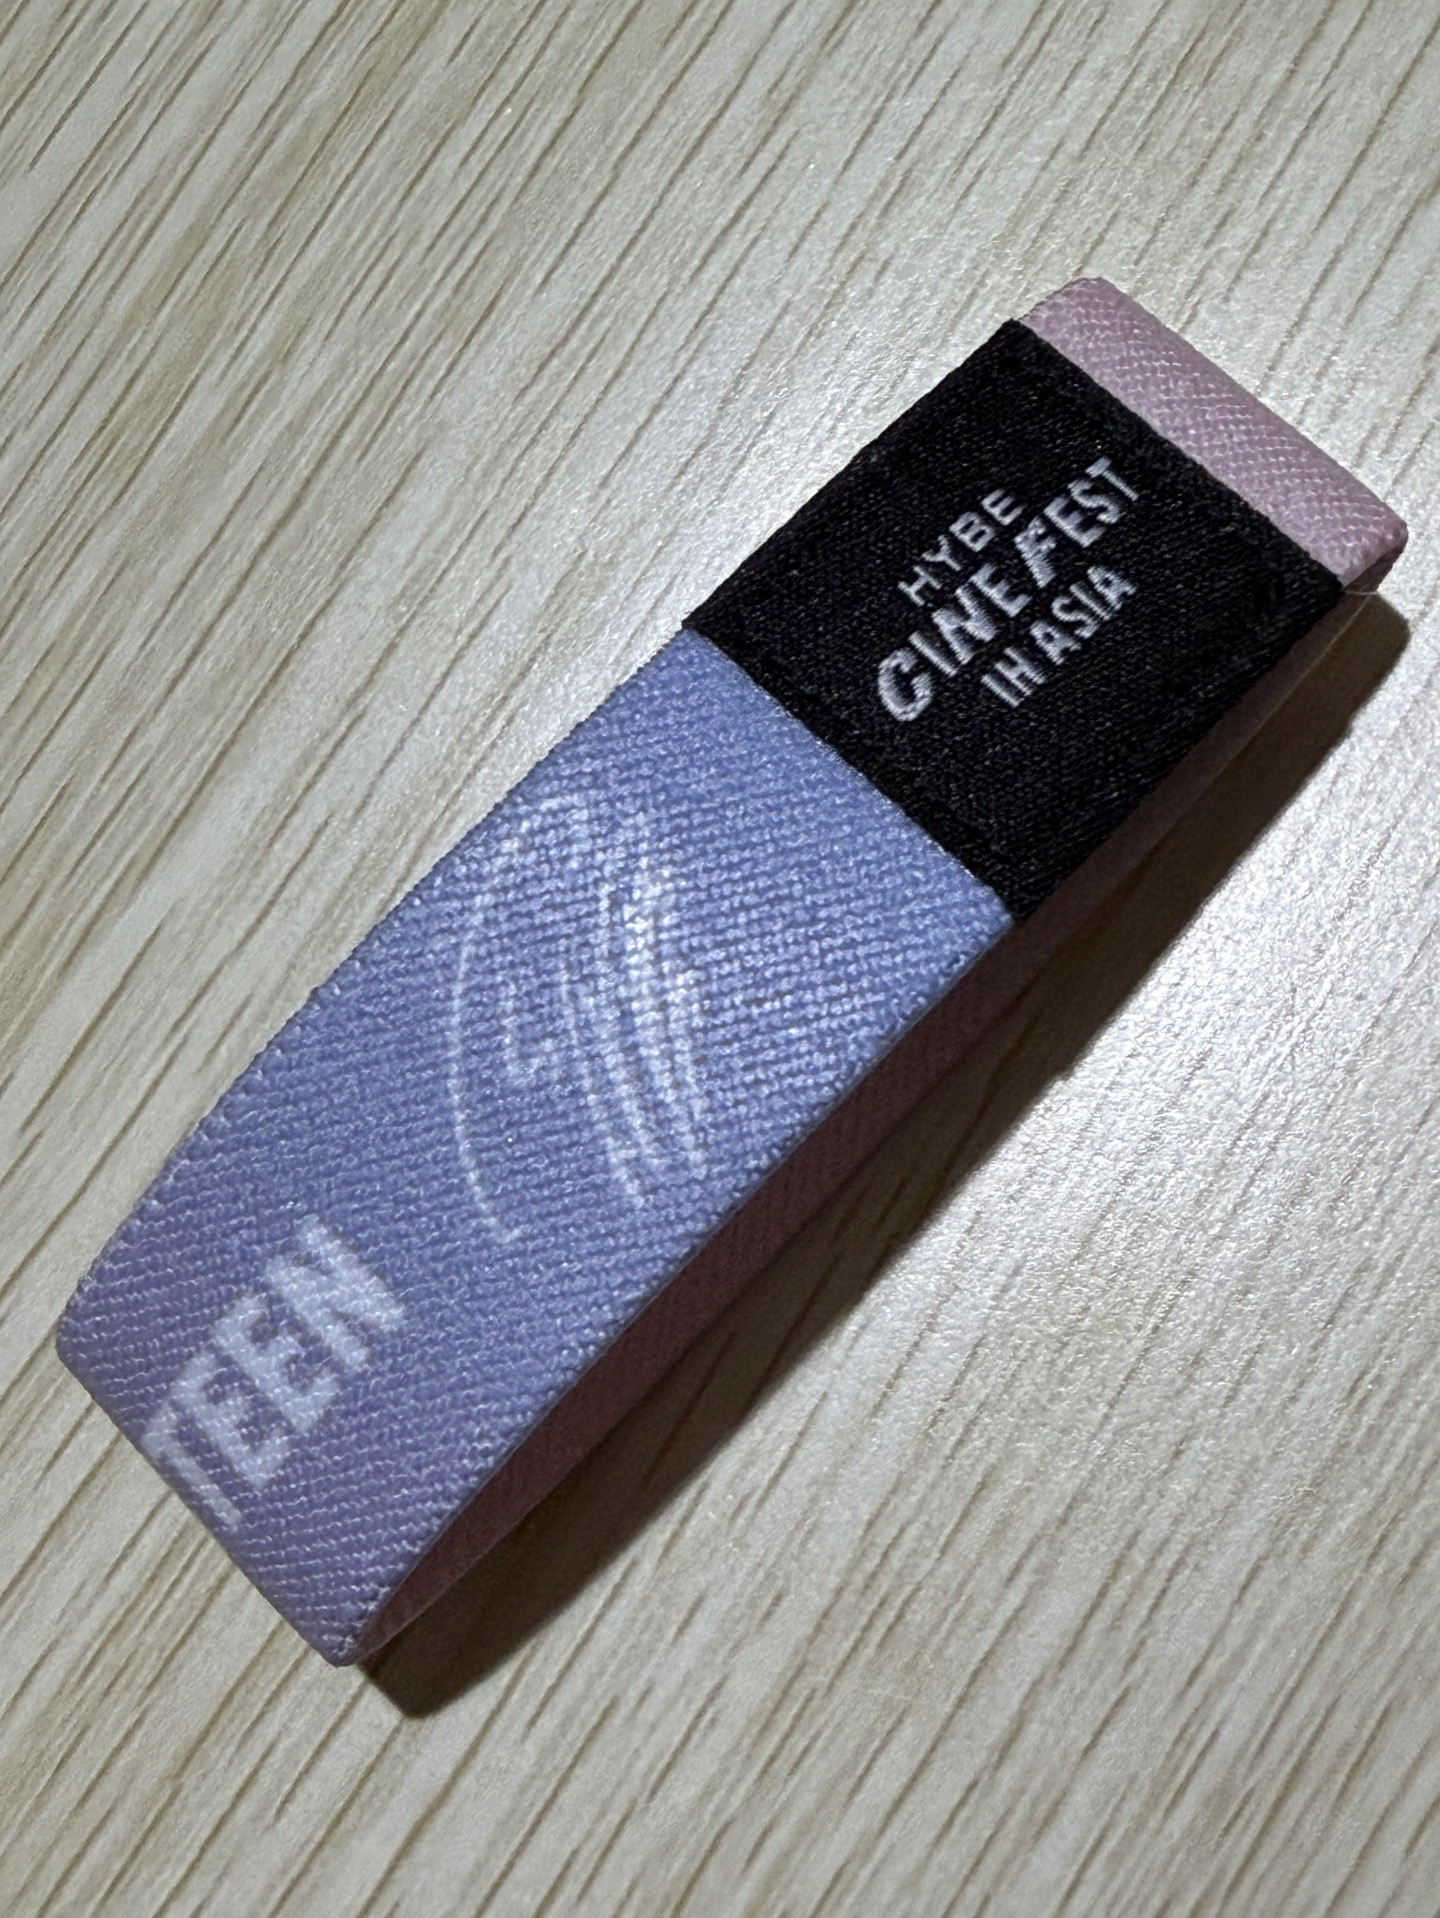 HYBE
CINE FEST
IN ASIA
TEEN